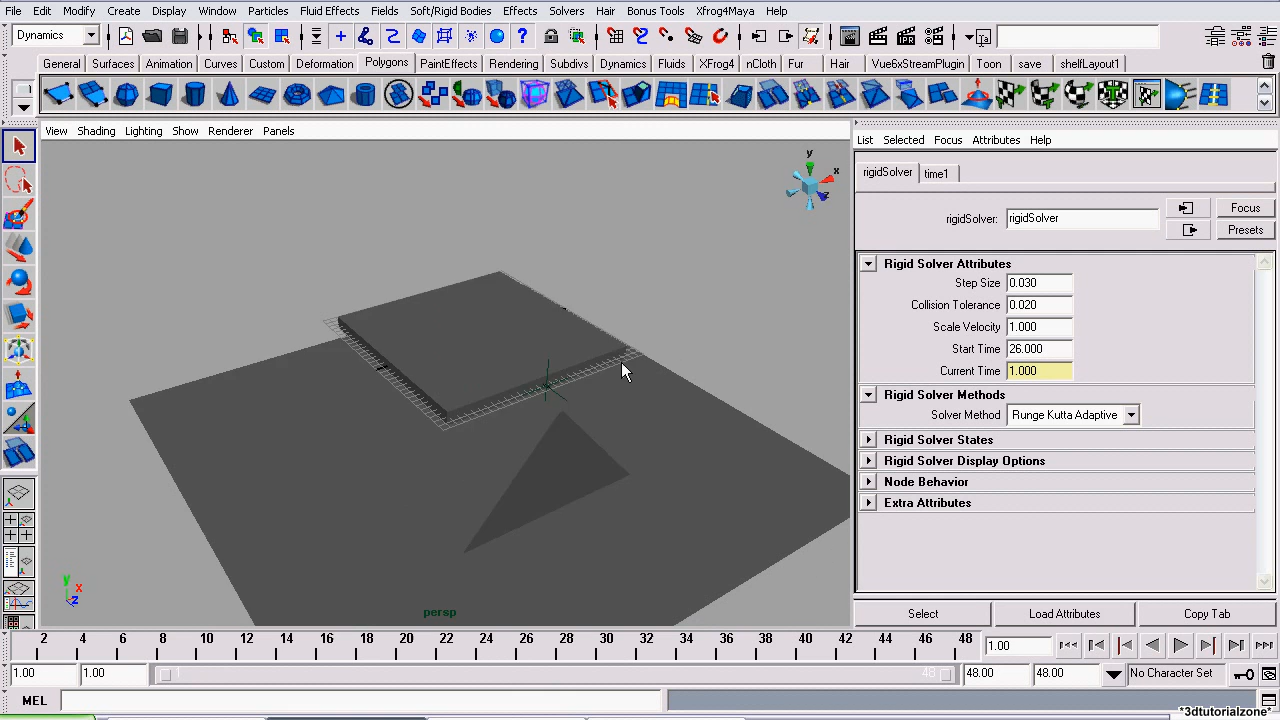 File Edit Modify Create Display Window Particles Fluid Effects Fields Soft/Rigid Bodies Effects Solvers Hair Bonus Tools Xfrog4Maya Help
Dynamics
General Surfaces Animation Curves Custom Deformation Polygons PaintEffects Rendering Subdivs Dynamics Fluids XFrog4 nCloth Fur Hair Vue6xStreamPlugin Toon save shelfLayout1
View Shading Lighting Show Renderer Panels
List Selected Focus Attributes Help
rigidSolver time1
rigidSolver: rigidSolver
Focus
Presets
Rigid Solver Attributes
Step Size 0.030
Collision Tolerance 0.020
Scale Velocity 1.000
Start Time 26.000
Current Time 1.000
Rigid Solver Methods
Solver Method Runge Kutta Adaptive
Rigid Solver States
Rigid Solver Display Options
Node Behavior
Extra Attributes
y
x
z
y
x
z
persp
Select Load Attributes Copy Tab
2 4 6 8 10 12 14 16 18 20 22 24 26 28 30 32 34 36 38 40 42 44 46 48 1.00
1.00 1.00 1 48 48.00 48.00 No Character Set
MEL
*3dtutorialzone*